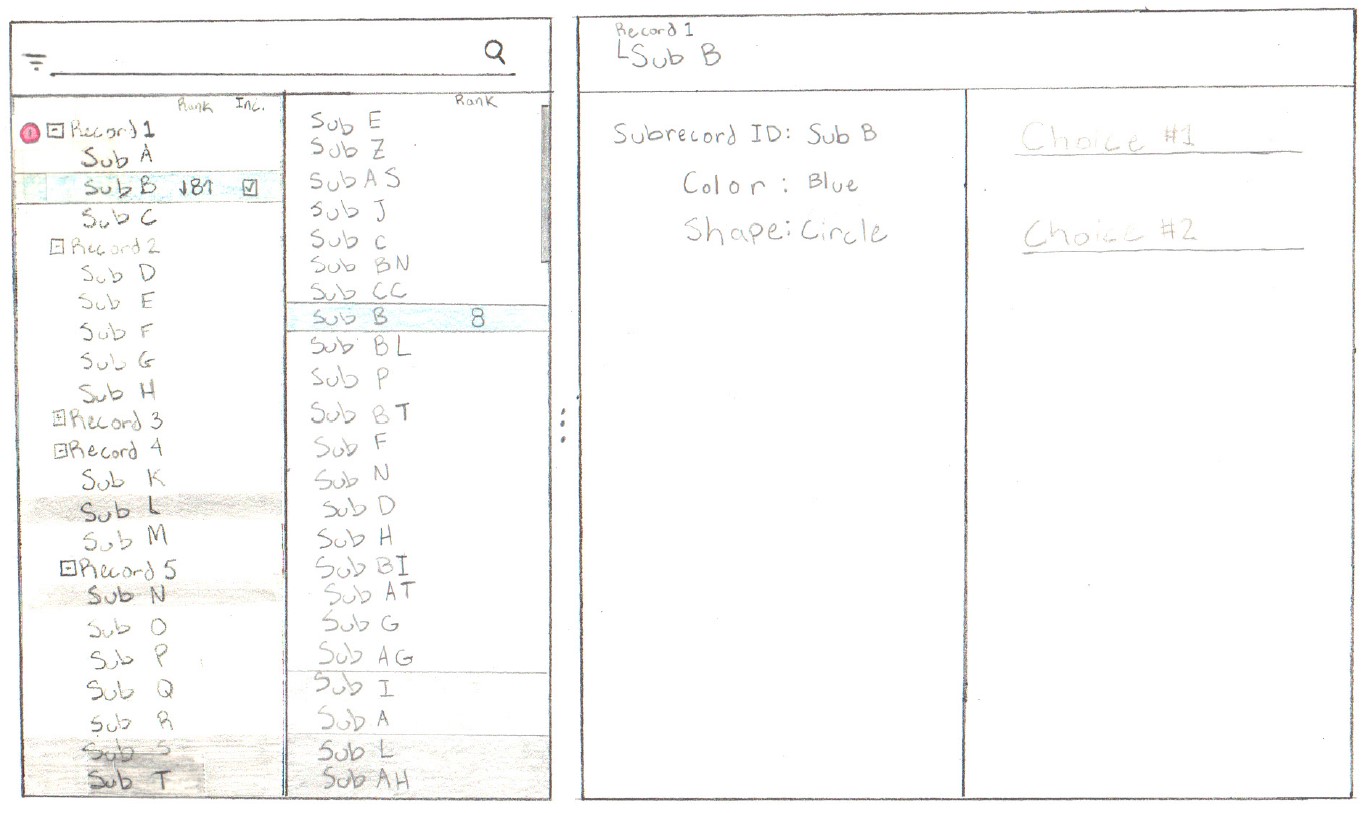 Rank Inc.
Record 1
Sub A
Sub B ↓8↑
Sub C
Record 2
Sub D
Sub E
Sub F
Sub G
Sub H
Record 3
Record 4
Sub K
Sub L
Sub M
Record 5
Sub N
Sub O
Sub P
Sub Q
Sub R
Sub S
Sub T
Rank
Sub E
Sub Z
Sub AS
Sub J
Sub C
Sub BN
Sub CC
Sub B 8
Sub BL
Sub P
Sub BT
Sub F
Sub N
Sub D
Sub H
Sub BI
Sub AT
Sub G
Sub AG
Sub I
Sub A
Sub L
Sub AH
Record 1
Sub B
Subrecord ID: Sub B
Color: Blue
Shape: Circle
Choice #1
Choice #2